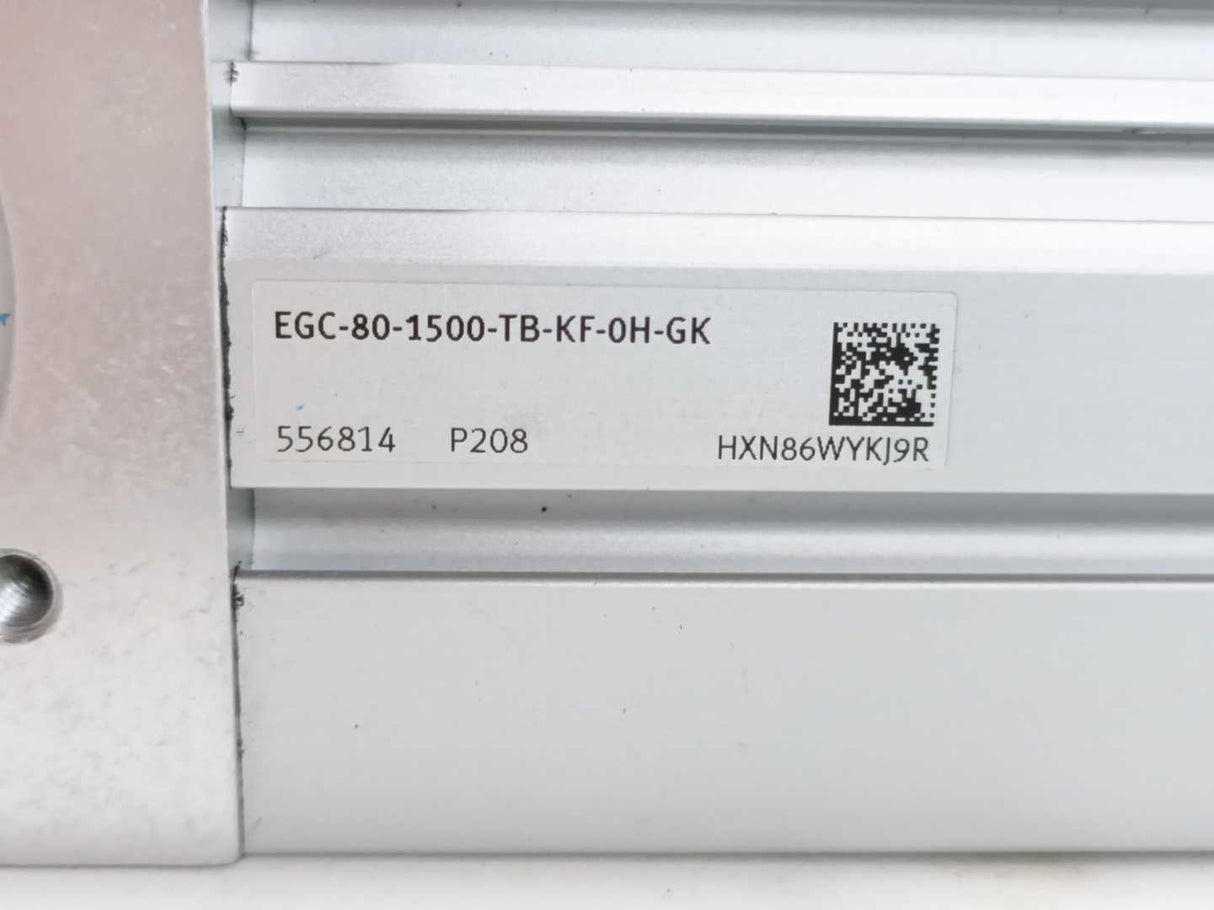 EGC-80-1500-TB-KF-0H-GK
556814 P208 HXN86WYKJ9R